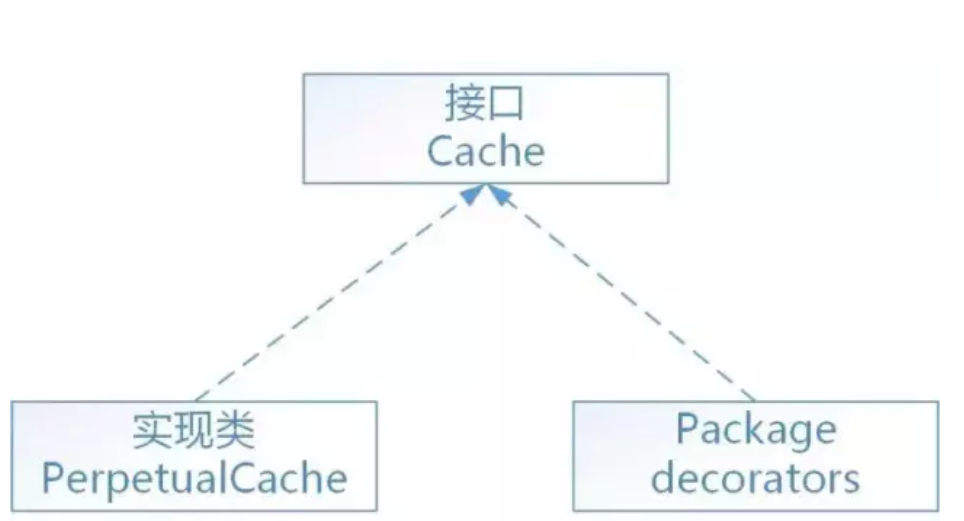 接口
Cache
实现类
PerpetualCache
Package
decorators